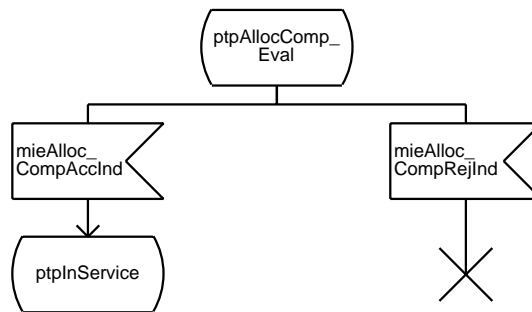 ptpAllocComp_
Eval
mieAlloc_
CompAccInd
mieAlloc_
CompRejInd
ptpInService